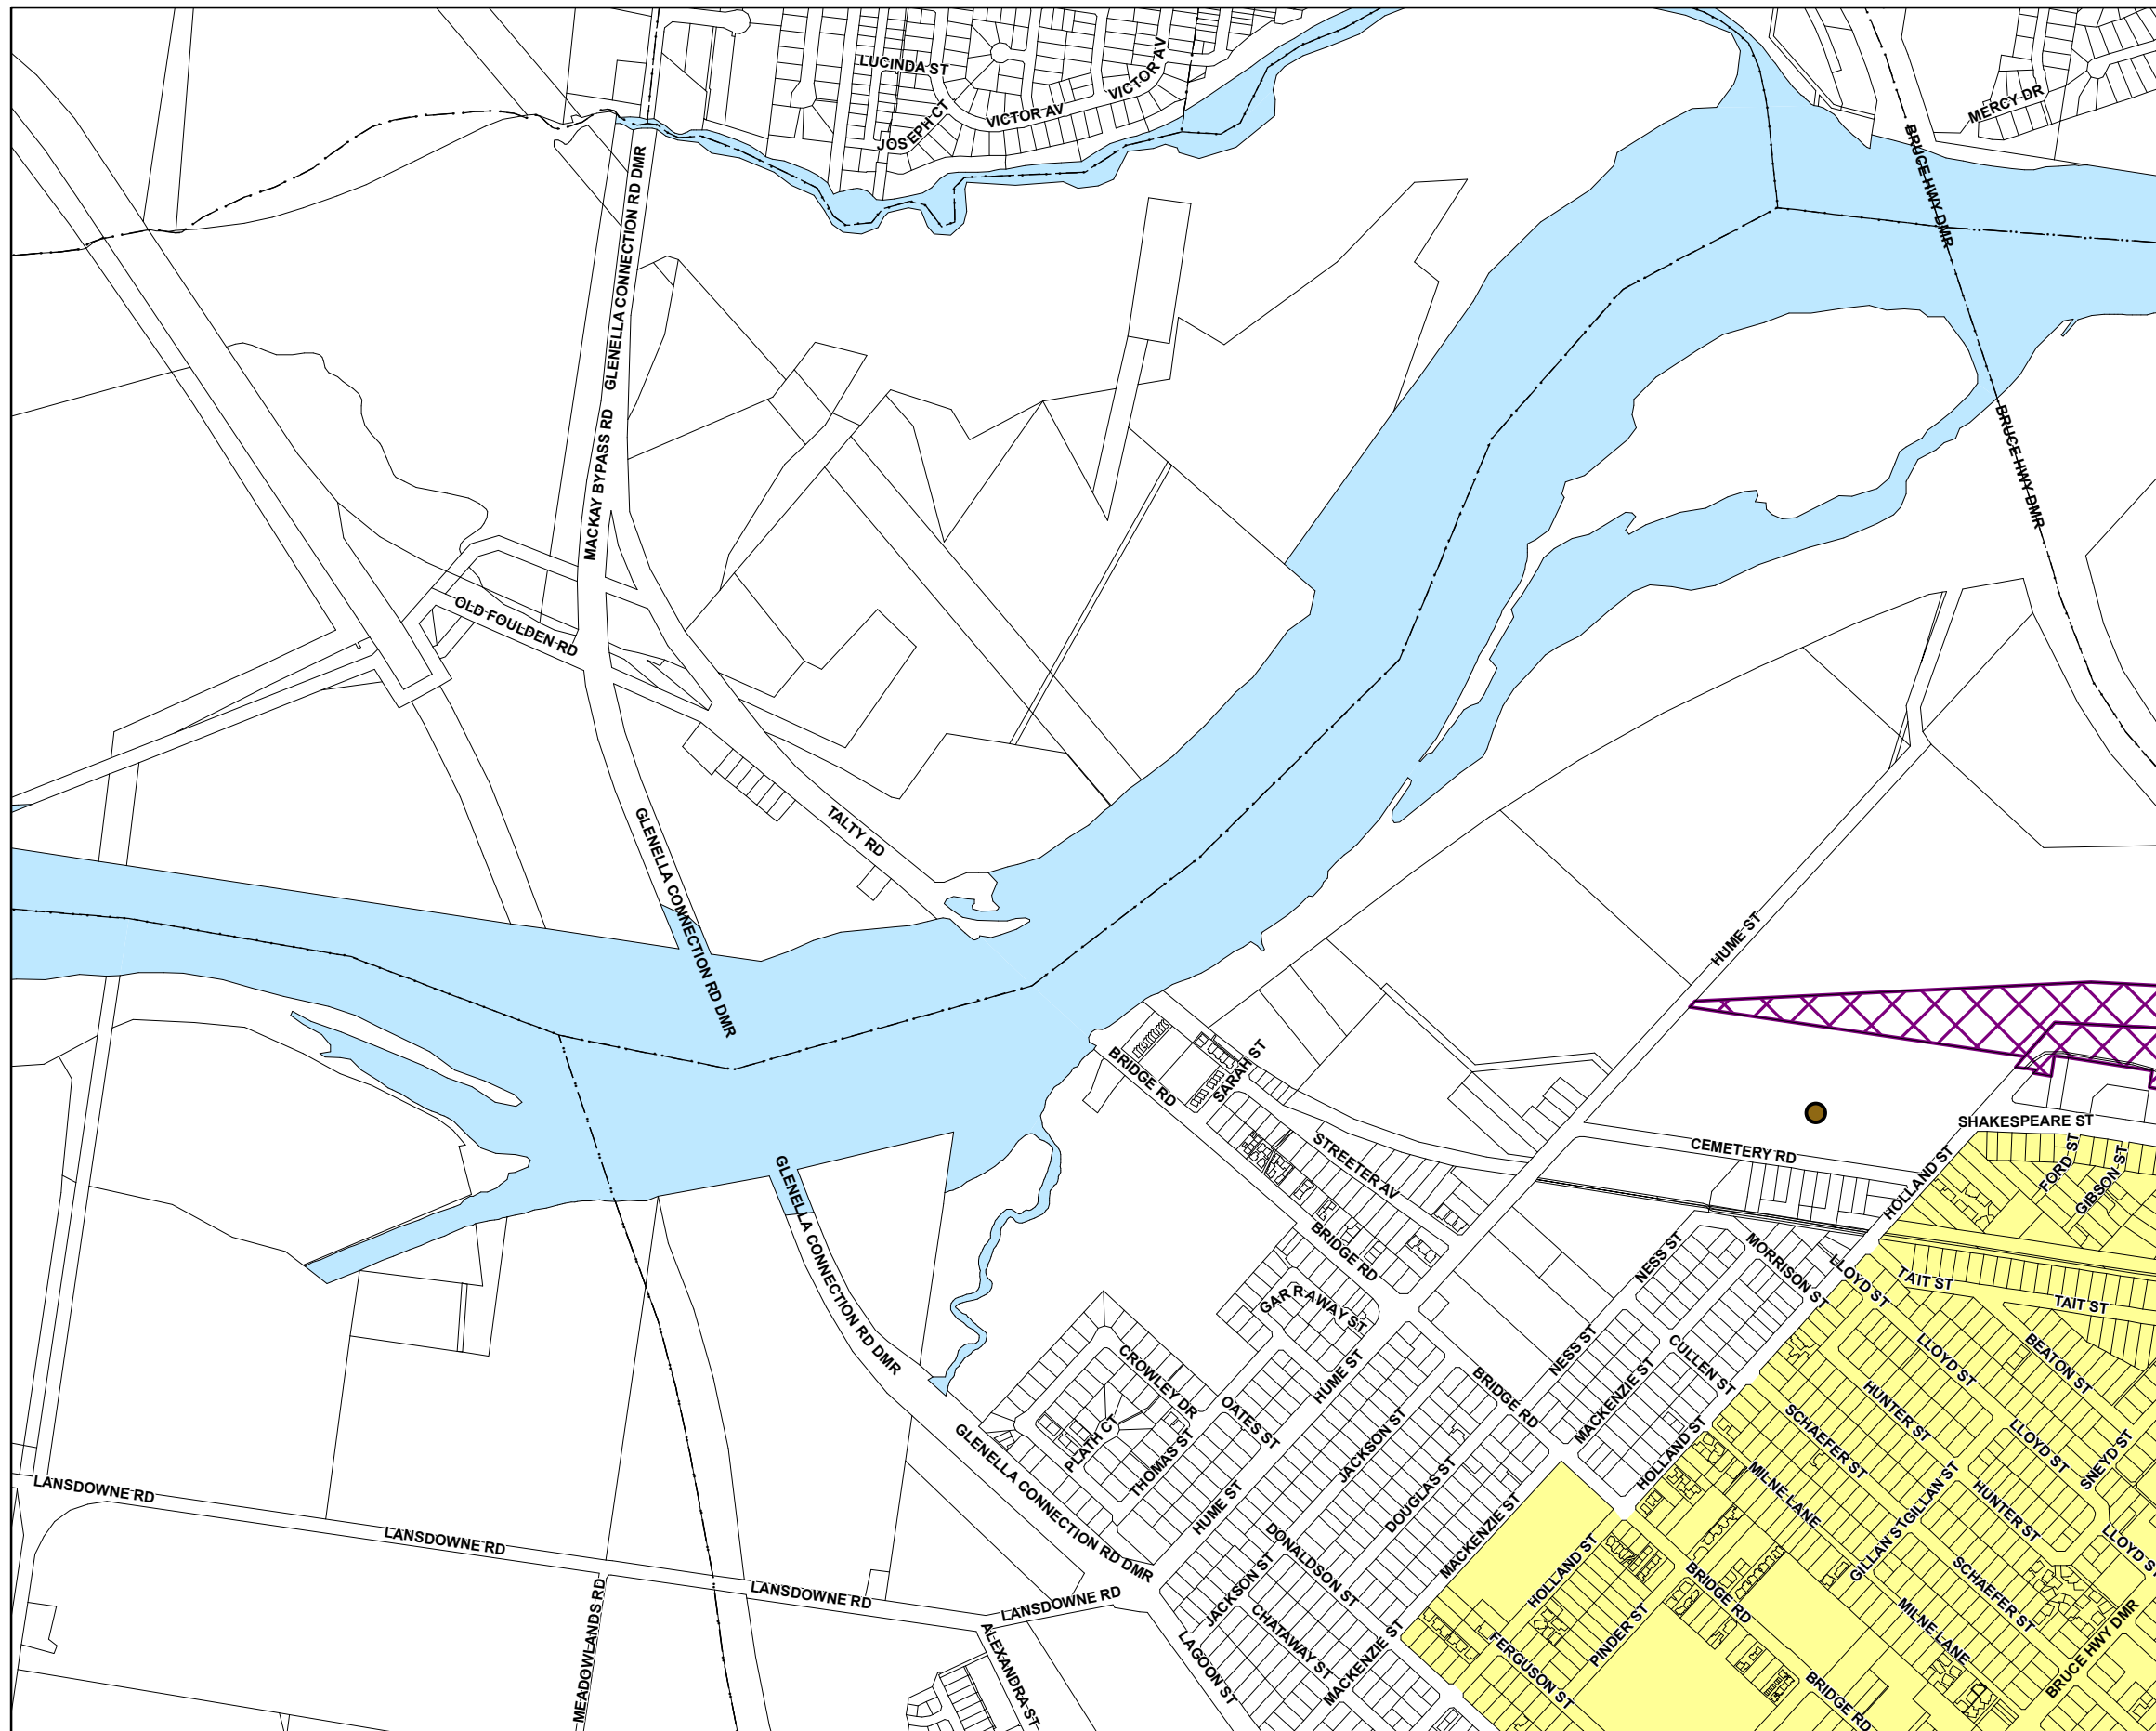 LUCINDA ST
VICTOR AV
VICTOR AV
JOSEPH CT
MERCY DR
BRUCE HWY DMR
GLENELLA CONNECTION RD DMR
MACKAY BYPASS RD
BRUCE HWY DMR
OLD FOULDEN RD
TALTY RD
GLENELLA CONNECTION RD DMR
HUME ST
BRIDGE RD
SARAH ST
STREETER AV
CEMETERY RD
SHAKESPEARE ST
FORD ST
GIBSON ST
HOLLAND ST
GLENELLA CONNECTION RD DMR
BRIDGE RD
NESS ST
MORRISON ST
LLOYD ST
TAIT ST
TAIT ST
GARRAWAY ST
CROWLEY DR
HUME ST
NESS ST
CULLEN ST
LLOYD ST
BEATON ST
OATES ST
BRIDGE RD
MACKENZIE ST
HUNTER ST
PLATH CT
THOMAS ST
JACKSON ST
HOLLAND ST
SCHAEFER ST
LLOYD ST
SNEYD ST
GLENELLA CONNECTION RD DMR
HUME ST
DOUGLAS ST
MILNE LANE
GILLAN ST
GILLAN ST
HUNTER ST
LANSDOWNE RD
LANSDOWNE RD
LANSDOWNE RD
LANSDOWNE RD
DONALDSON ST
MACKENZIE ST
HOLLAND ST
BRIDGE RD
LLOYD ST
SCHAEFER ST
JACKSON ST
CHATAWAY ST
PINDER ST
MILNE LANE
MEADOWLANDS RD
ALEXANDRA ST
LAGOON ST
MACKENZIE ST
FERGUSON ST
BRIDGE RD
BRUCE HWY DMR